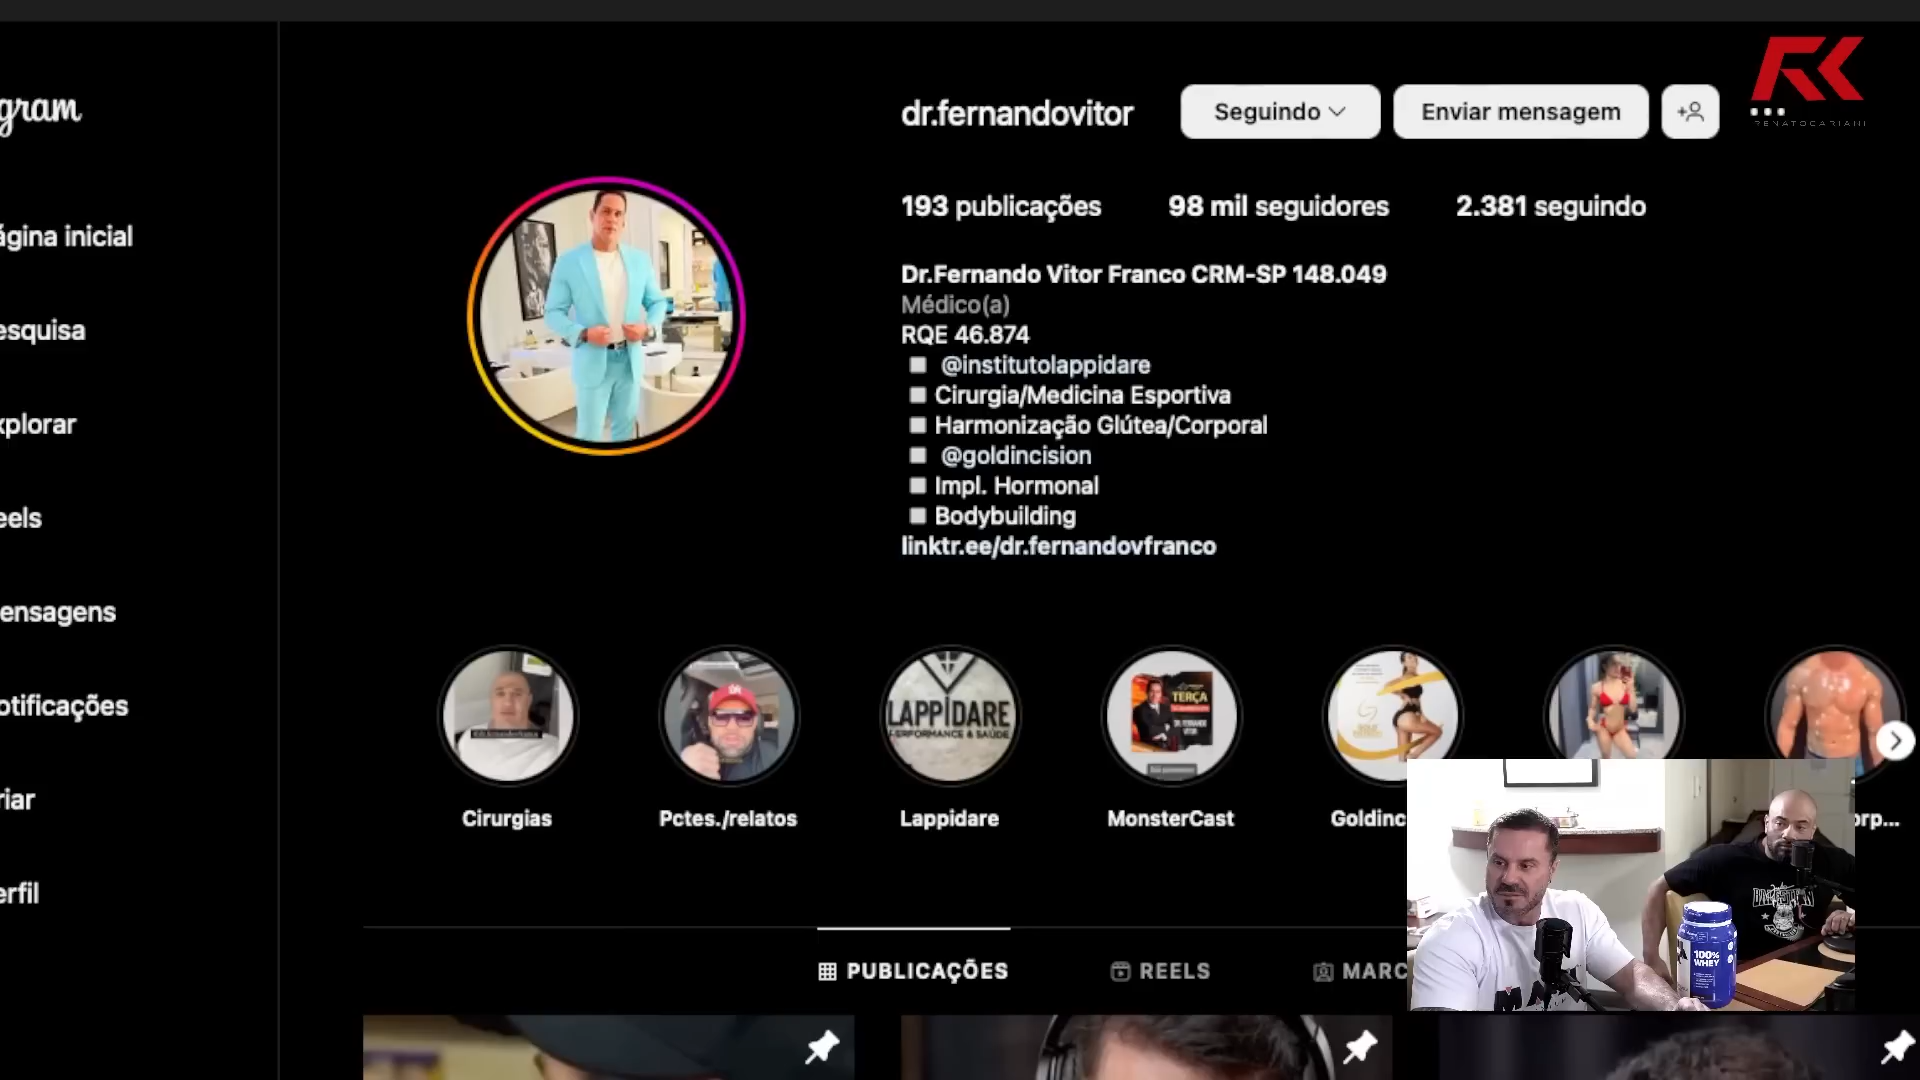 gram
ágina inicial
esquisa
xplorar
eels
ensagens
otificações
riar
erfil
dr.fernandovitor
Seguindo
Enviar mensagem
RENATOCARIANI
193 publicações
98 mil seguidores
2.381 seguindo
Dr.Fernando Vitor Franco CRM-SP 148.049
Médico(a)
RQE 46.874
@institutolappidare
Cirurgia/Medicina Esportiva
Harmonização Glútea/Corporal
@goldincision
Impl. Hormonal
Bodybuilding
linktr.ee/dr.fernandovfranco
LAPPIDARE
PERFORMANCE & SAÚDE
TERÇA
Cirurgias
Pctes./relatos
Lappidare
MonsterCast
Goldinc
orp...
PUBLICAÇÕES
REELS
MARC
100%
WHEY